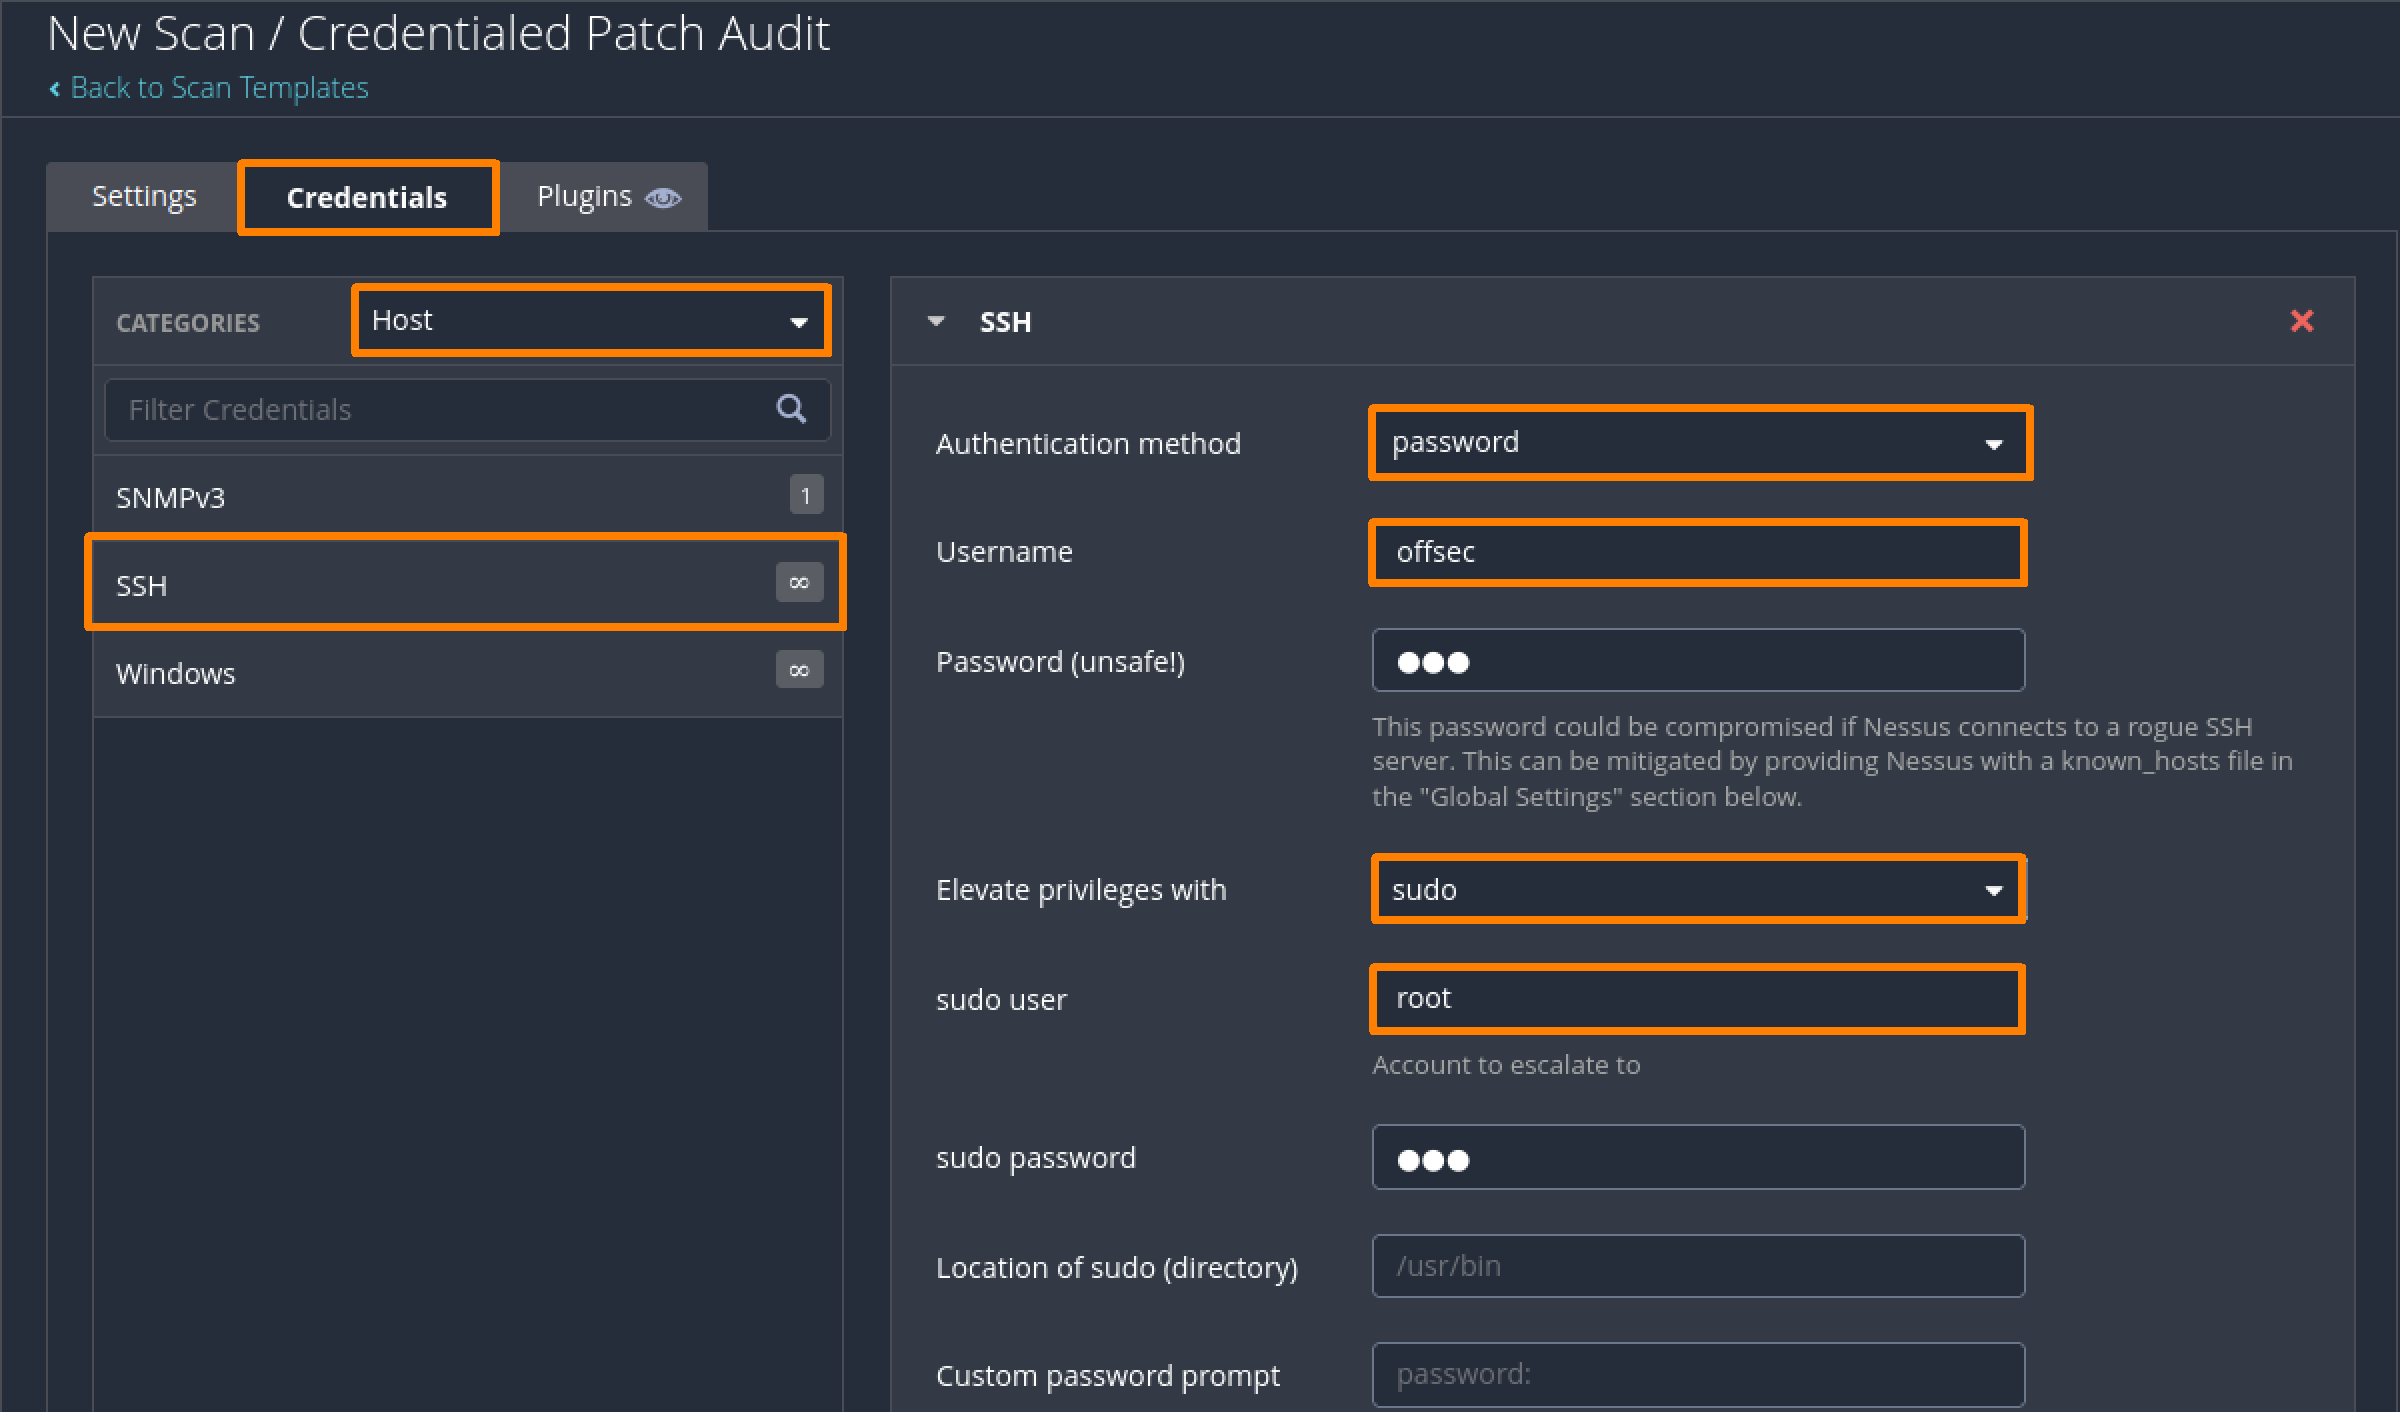 New Scan / Credentialed Patch Audit
Back to Scan Templates
Settings
Credentials
Plugins
CATEGORIES
Host
Filter Credentials
SNMPv3
1
SSH
∞
Windows
∞
SSH
Authentication method
password
Username
offsec
Password (unsafe!)
This password could be compromised if Nessus connects to a rogue SSH
server. This can be mitigated by providing Nessus with a known_hosts file in
the "Global Settings" section below.
Elevate privileges with
sudo
sudo user
root
Account to escalate to
sudo password
Location of sudo (directory)
/usr/bin
Custom password prompt
password: